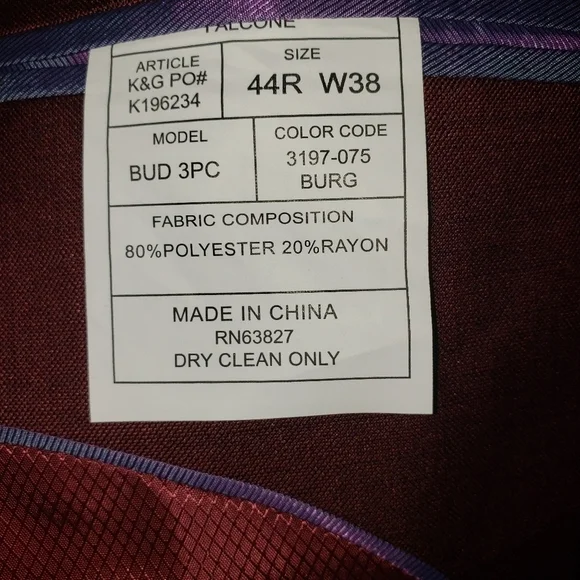 FALCONE
ARTICLE
K&G PO#
K196234
SIZE
44R W38
MODEL
BUD 3PC
COLOR CODE
3197-075
BURG
FABRIC COMPOSITION
80%POLYESTER 20%RAYON
MADE IN CHINA
RN63827
DRY CLEAN ONLY